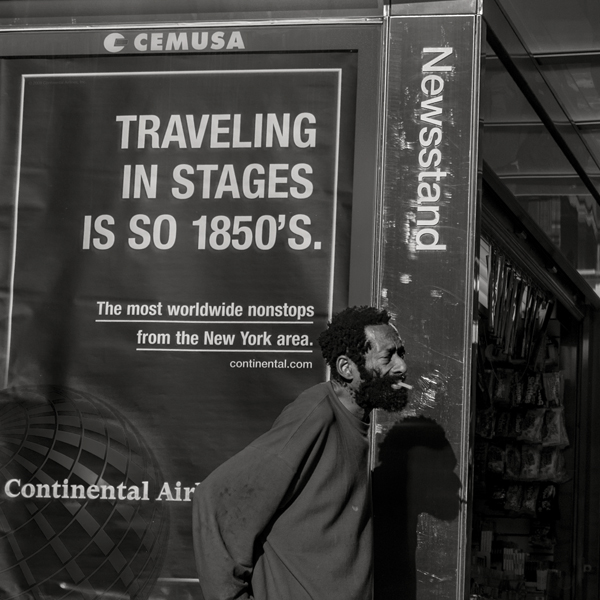 CEMUSA
TRAVELING
IN STAGES
IS SO 1850'S.
The most worldwide nonstops
from the New York area.
continental.com
Continental Airl
Newsstand